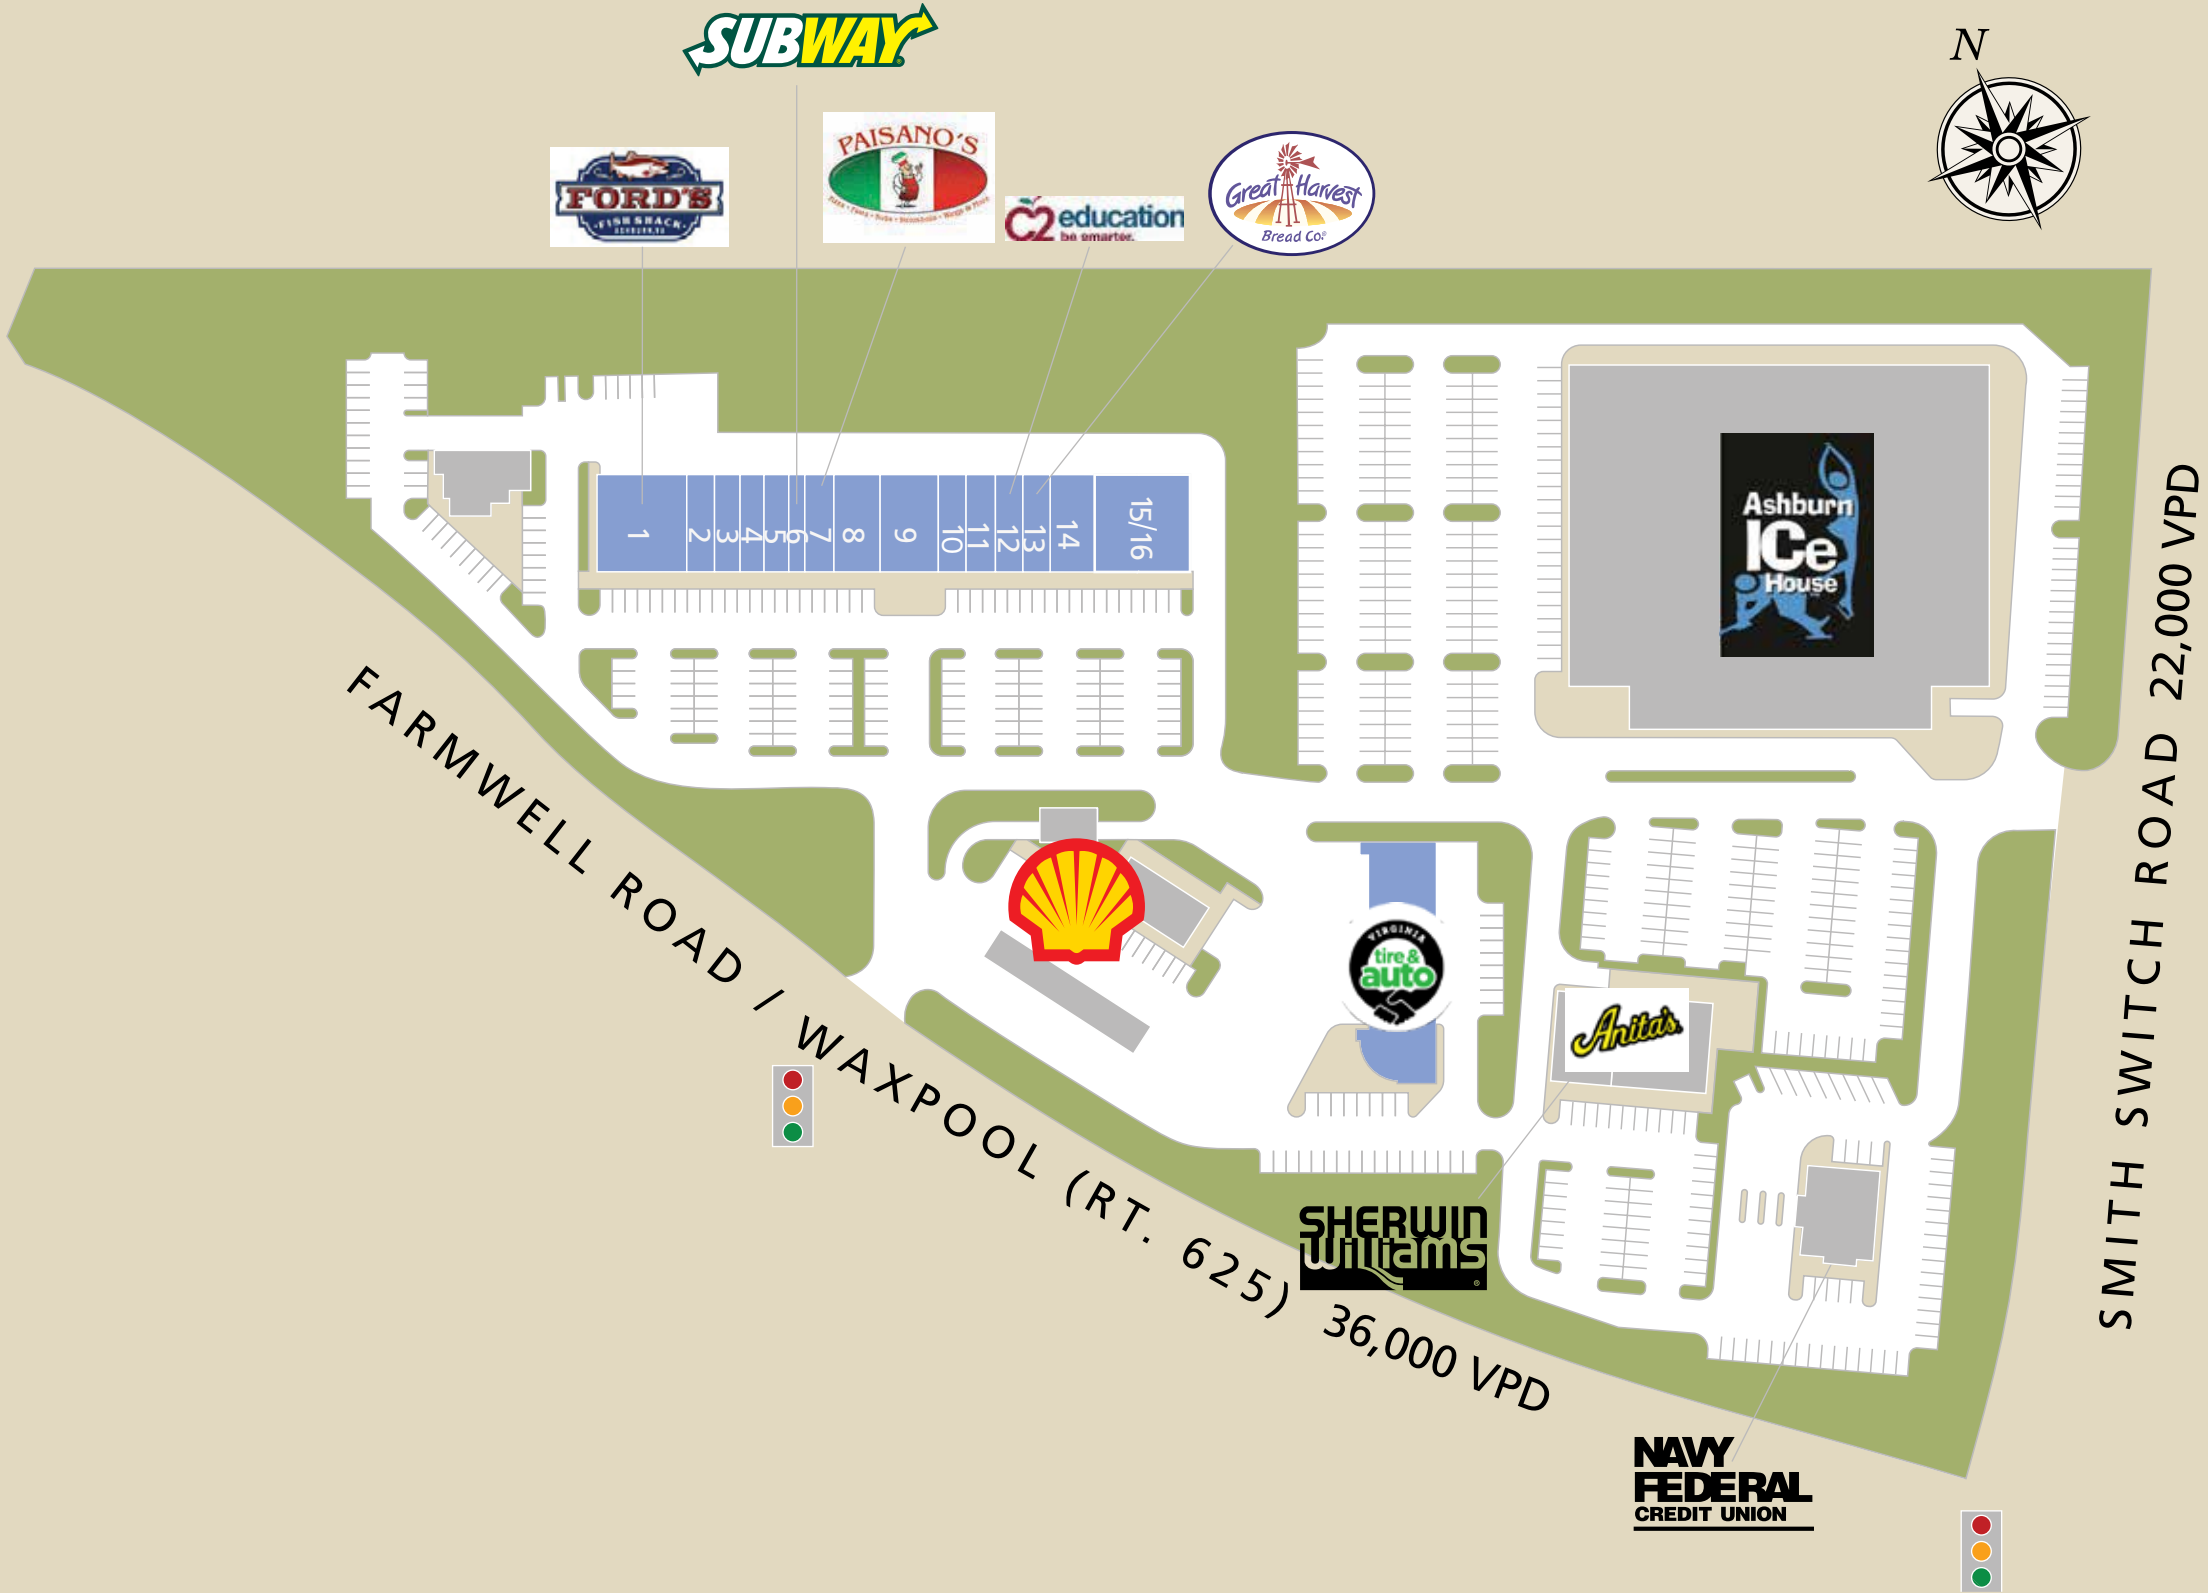 SUBWAY
N
PAISANO'S
FORD'S
FISH SHACK
education
be smarter.
C2
Great Harvest
Bread Co.®
1
2
3
4
5
6
7
8
9
10
11
12
13
14
15/16
Ashburn
ICe
House
SMITH SWITCH ROAD 22,000 VPD
FARMWELL ROAD / WAXPOOL (RT. 625) 36,000 VPD
VIRGINIA
tire &
auto
Anita's
SHERWIN
WILLIAMS
®
NAVY
FEDERAL
CREDIT UNION